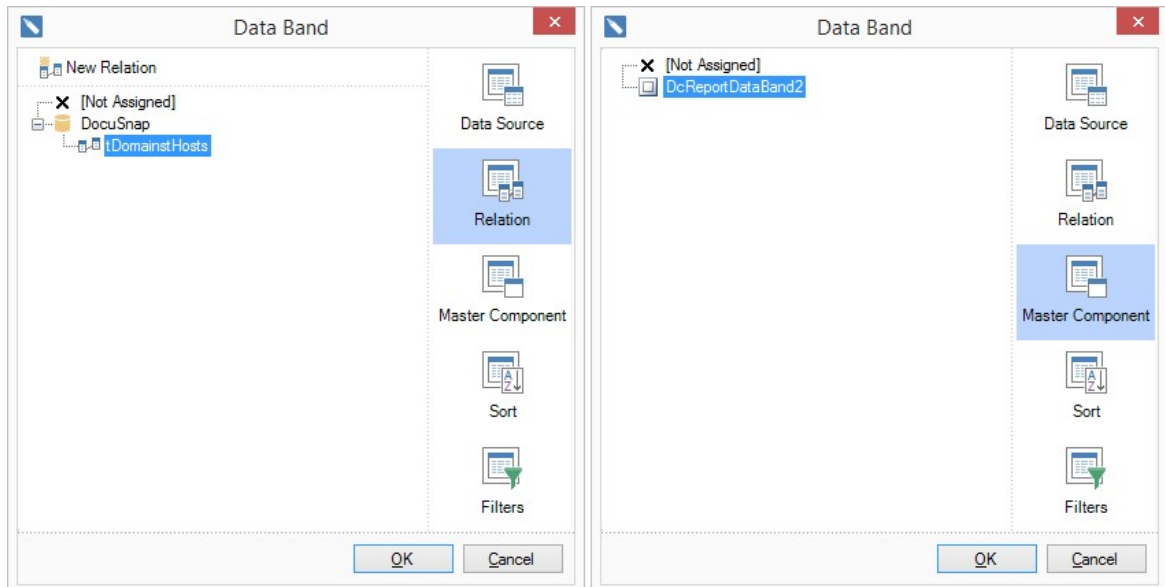 Data Band
New Relation
[Not Assigned]
DocuSnap
tDomainstHosts
Data Source
Relation
Master Component
Sort
Filters
OK
Cancel
Data Band
[Not Assigned]
DcReportDataBand2
Data Source
Relation
Master Component
Sort
Filters
OK
Cancel